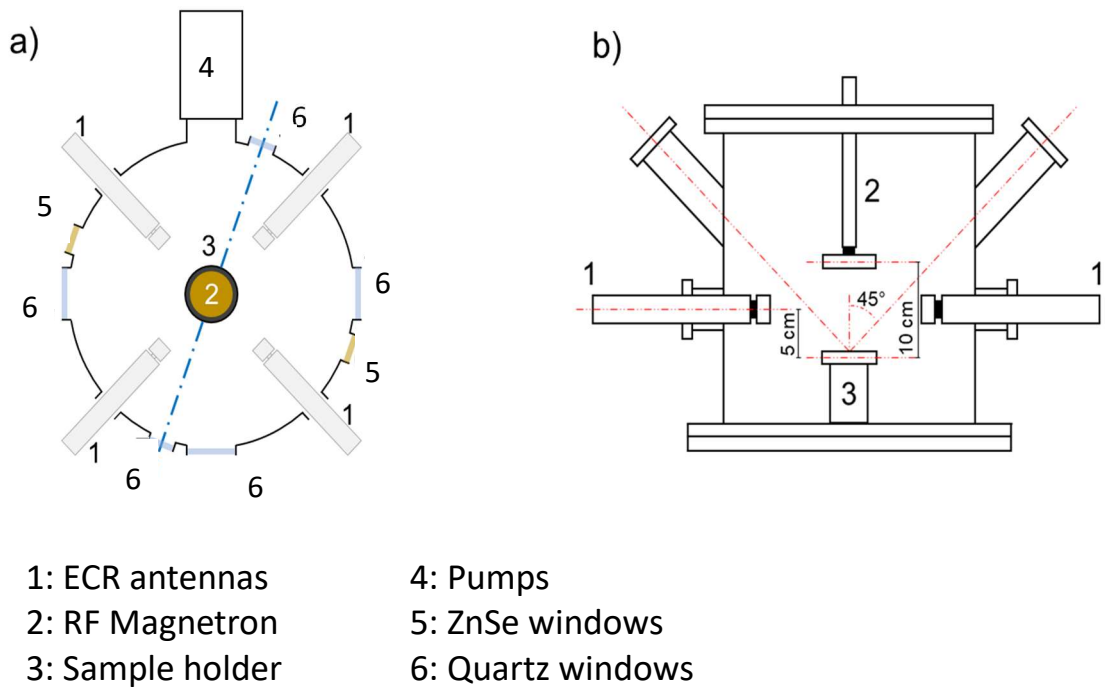 a)
4
6
1
1
5
3
2
6
6
5
1
1
6
6
b)
2
1
1
45°
5 cm
10 cm
3
1: ECR antennas
2: RF Magnetron
3: Sample holder
4: Pumps
5: ZnSe windows
6: Quartz windows